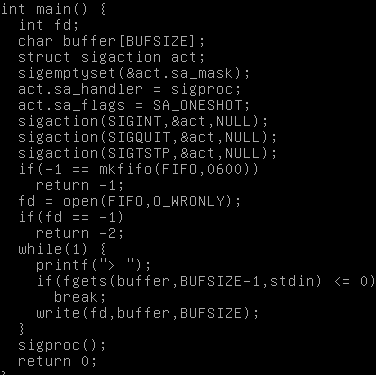 int main() {
int fd;
char buffer[BUFSIZE];
struct sigaction act;
sigemptyset(&act.sa_mask);
act.sa_handler = sigproc;
act.sa_flags = SA_ONESHOT;
sigaction(SIGINT,&act,NULL);
sigaction(SIGQUIT,&act,NULL);
sigaction(SIGTSTP,&act,NULL);
if(-1 == mkfifo(FIFO,0600))
return -1;
fd = open(FIFO,O_WRONLY);
if(fd == -1)
return -2;
while(1) {
printf("> ");
if(fgets(buffer,BUFSIZE-1,stdin) <= 0)
break;
write(fd,buffer,BUFSIZE);
}
sigproc();
return 0;
}